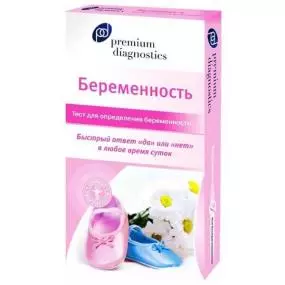 pd
premium
diagnostics
Беременность
Тест для определения беременности
Быстрый ответ «да» или «нет»
в любое время суток